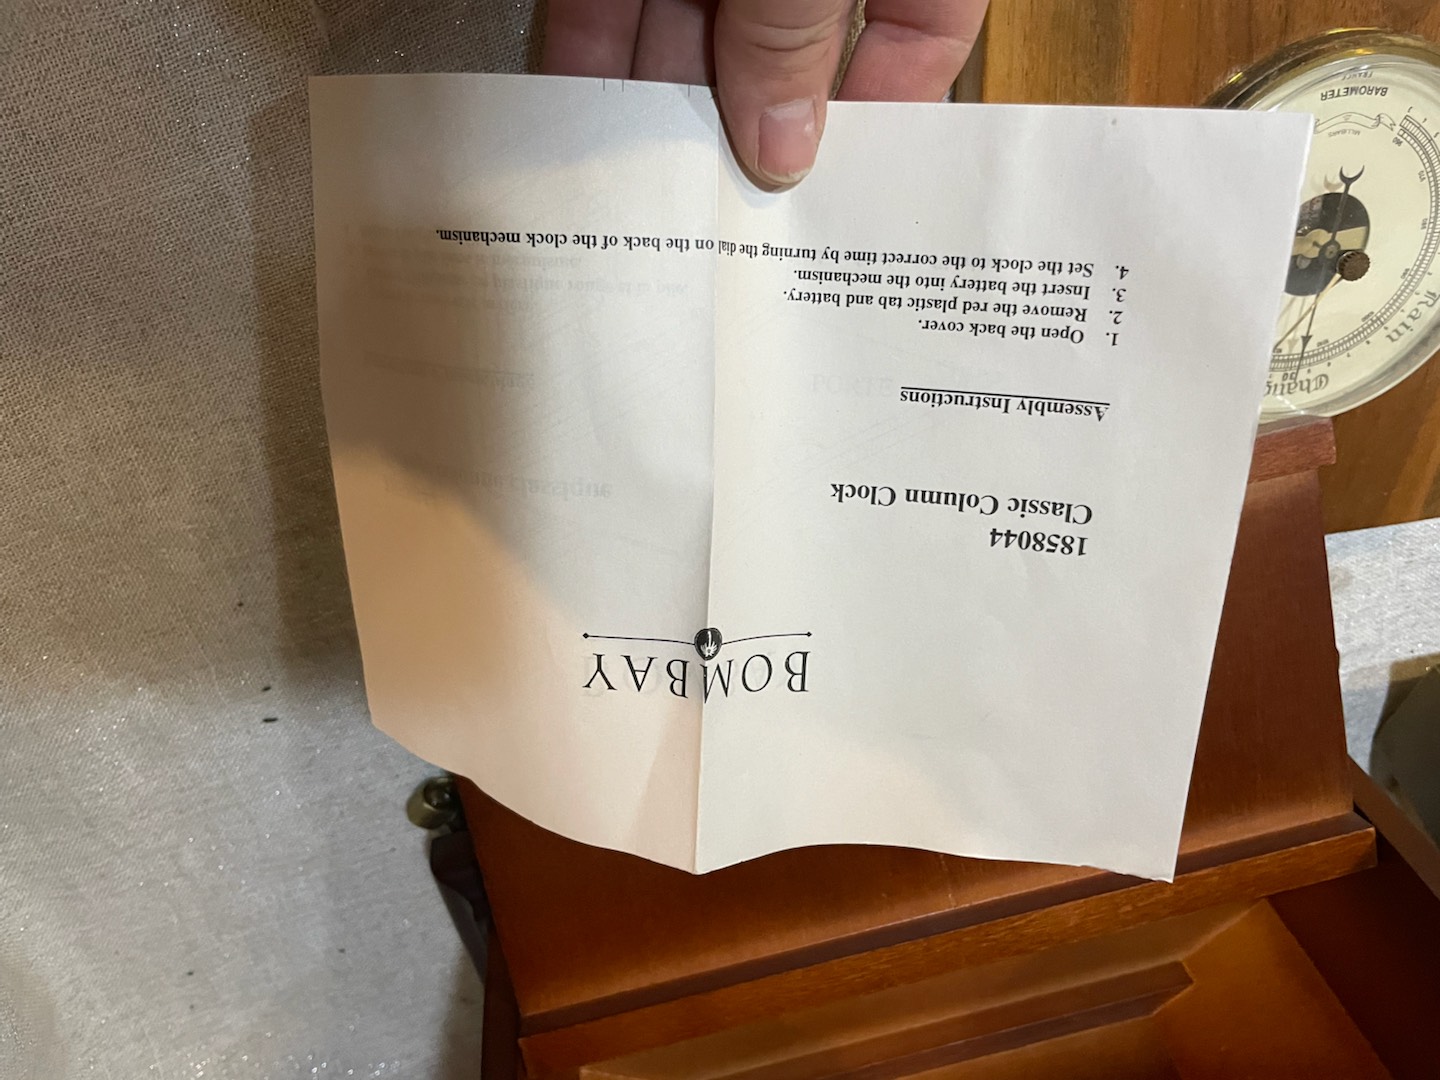 BOMBAY
1858044
Classic Column Clock
Assembly Instructions
1. Open the back cover.
2. Remove the red plastic tab and battery.
3. Insert the battery into the mechanism.
4. Set the clock to the correct time by turning the dial on the back of the clock mechanism.
BAROMETER
FRANCE
Rain